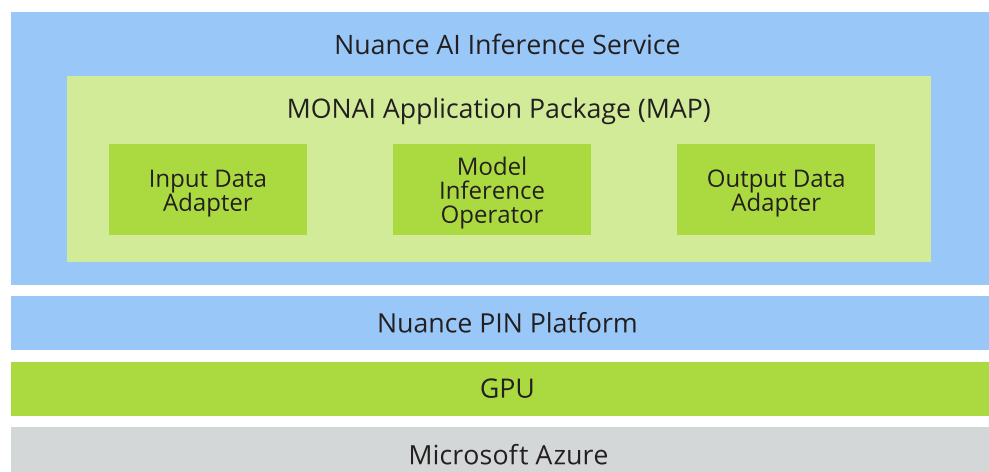 Nuance AI Inference Service
MONAI Application Package (MAP)
Input Data
Adapter
Model
Inference
Operator
Output Data
Adapter
Nuance PIN Platform
GPU
Microsoft Azure